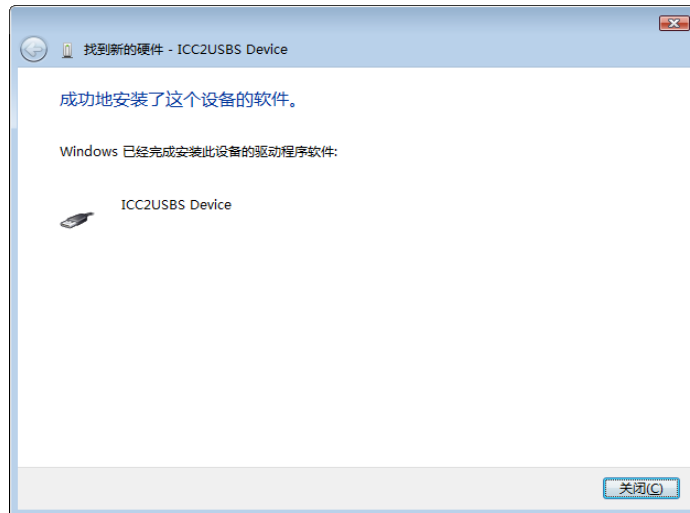 找到新的硬件 - ICC2USBS Device
成功地安装了这个设备的软件。
Windows 已经完成安装此设备的驱动程序软件:
ICC2USBS Device
关闭(C)